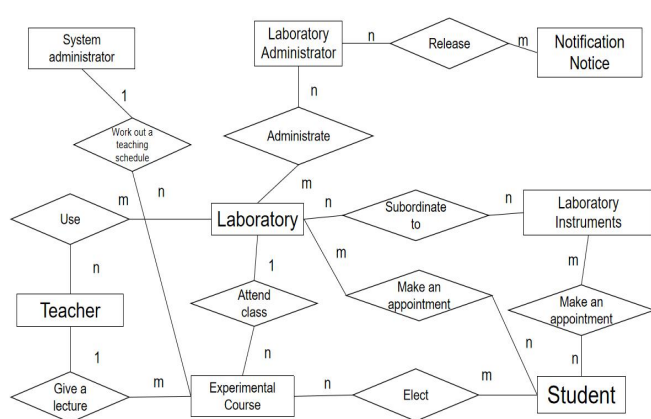 System
administrator
Laboratory
Administrator
n
Release
m
Notification
Notice
1
n
Work out a
teaching
schedule
Administrate
m
n
m
Use
Laboratory
n
Subordinate
to
n
Laboratory
Instruments
n
1
m
m
Teacher
Attend
class
Make an
appointment
Make an
appointment
1
n
n
n
Give a
lecture
m
Experimental
Course
n
Elect
m
Student